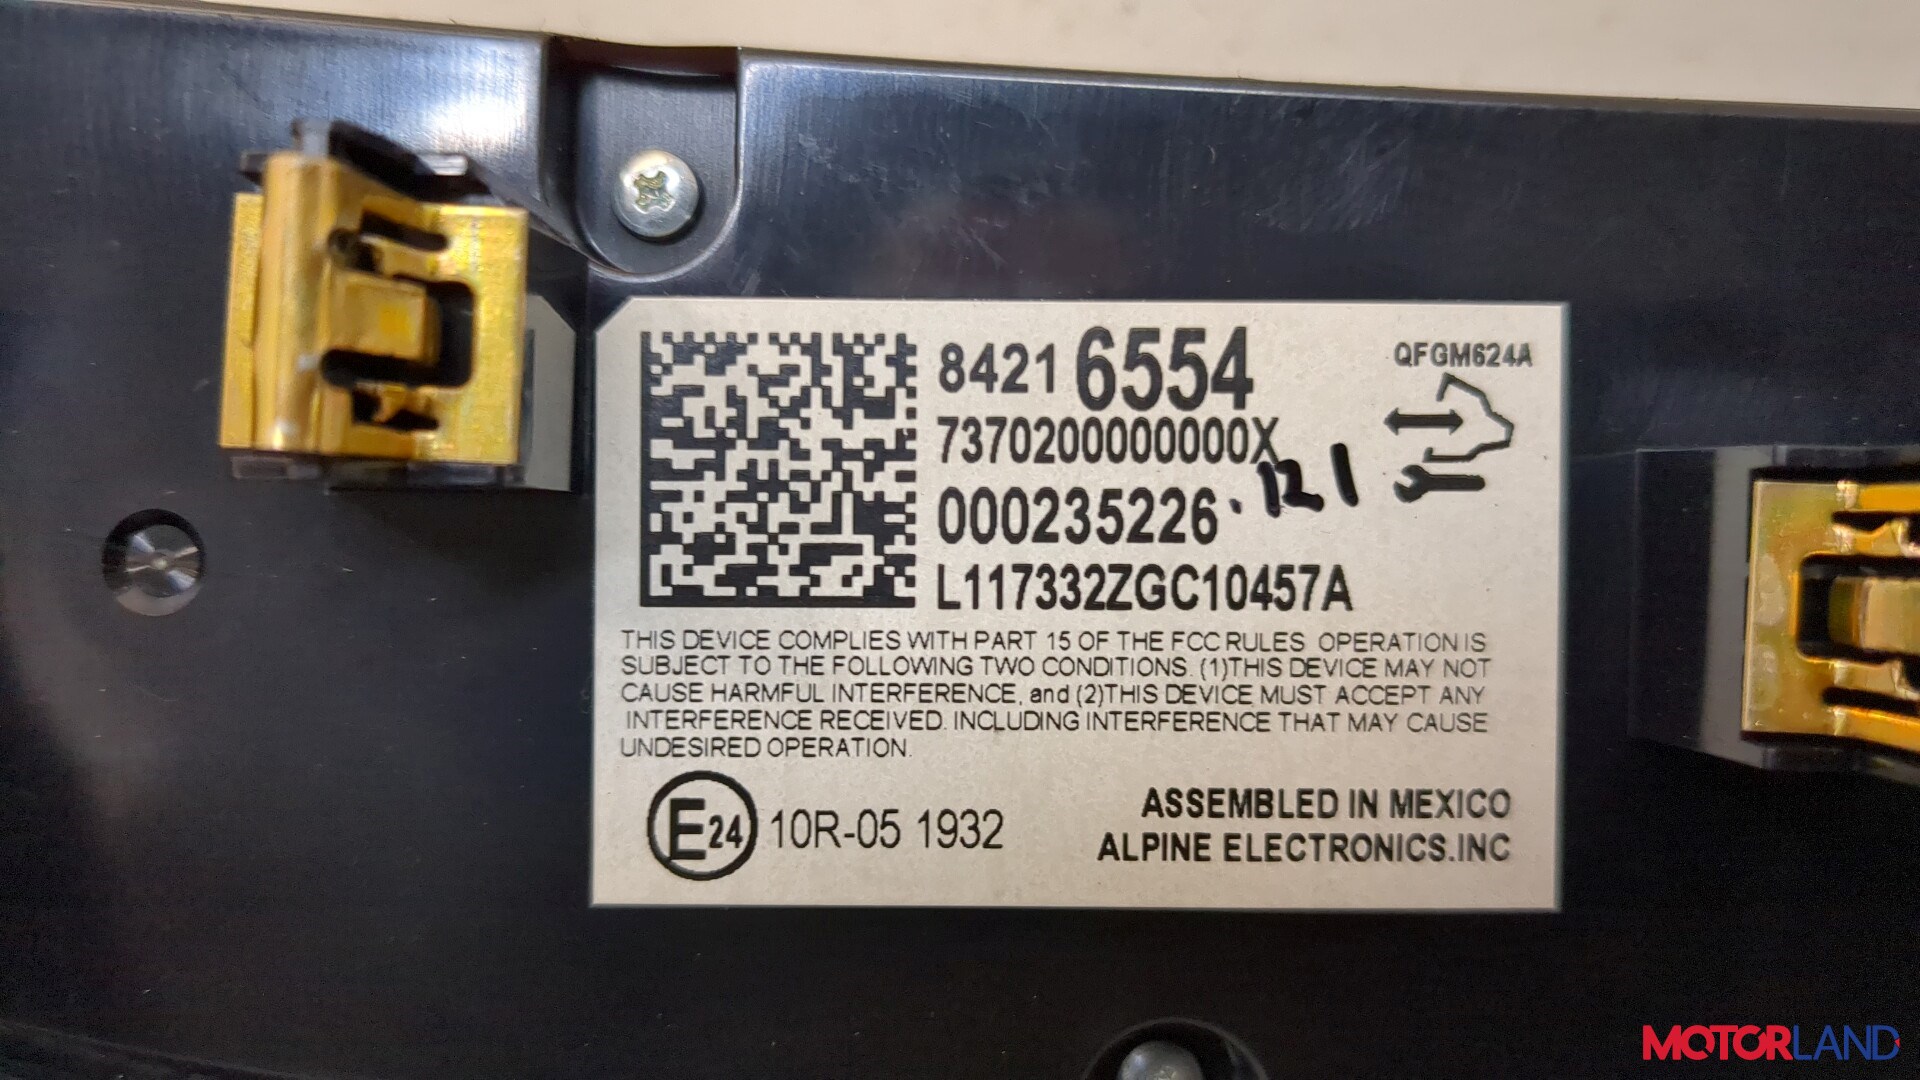 8421 6554
QFGM624A
7370200000000X
000235226 . 121
L117332ZGC10457A
THIS DEVICE COMPLIES WITH PART 15 OF THE FCC RULES OPERATION IS
SUBJECT TO THE FOLLOWING TWO CONDITIONS. (1)THIS DEVICE MAY NOT
CAUSE HARMFUL INTERFERENCE, and (2)THIS DEVICE MUST ACCEPT ANY
INTERFERENCE RECEIVED. INCLUDING INTERFERENCE THAT MAY CAUSE
UNDESIRED OPERATION.
E24 10R-05 1932
ASSEMBLED IN MEXICO
ALPINE ELECTRONICS.INC
MOTORLAND